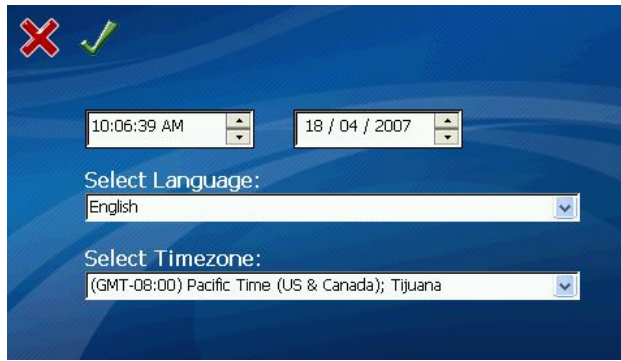 10:06:39 AM
18 / 04 / 2007
Select Language:
English
Select Timezone:
(GMT-08:00) Pacific Time (US & Canada); Tijuana